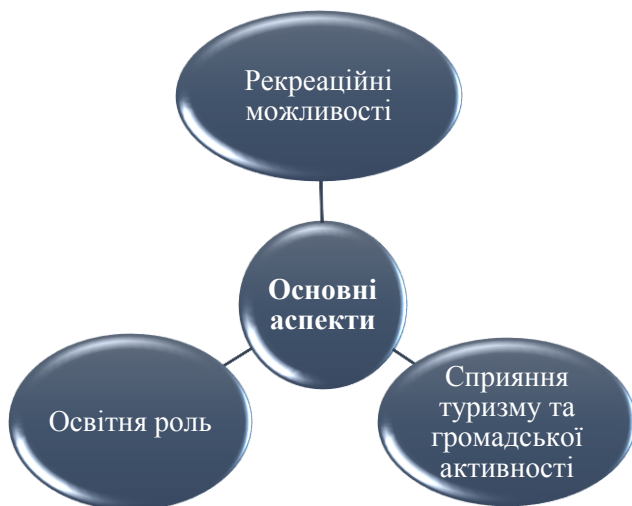 Рекреаційні
можливості
Основні
аспекти
Освітня роль
Сприяння
туризму та
громадської
активності